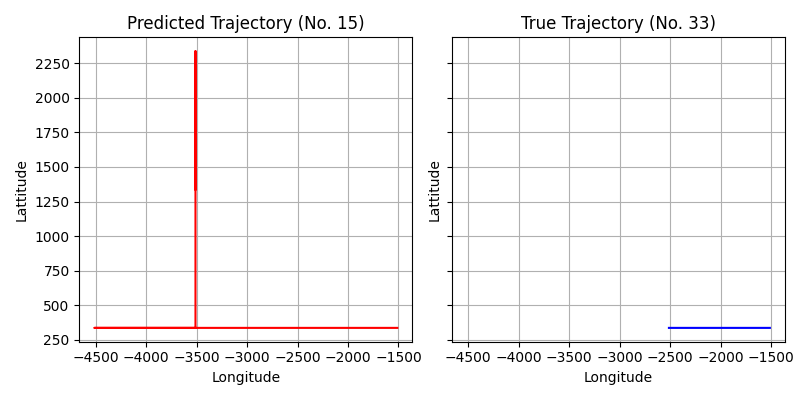 Predicted Trajectory (No. 15)
True Trajectory (No. 33)
2250
2000
1750
1500
1250
1000
750
500
250
Lattitude
Lattitude
−4500 −4000 −3500 −3000 −2500 −2000 −1500
−4500 −4000 −3500 −3000 −2500 −2000 −1500
Longitude
Longitude